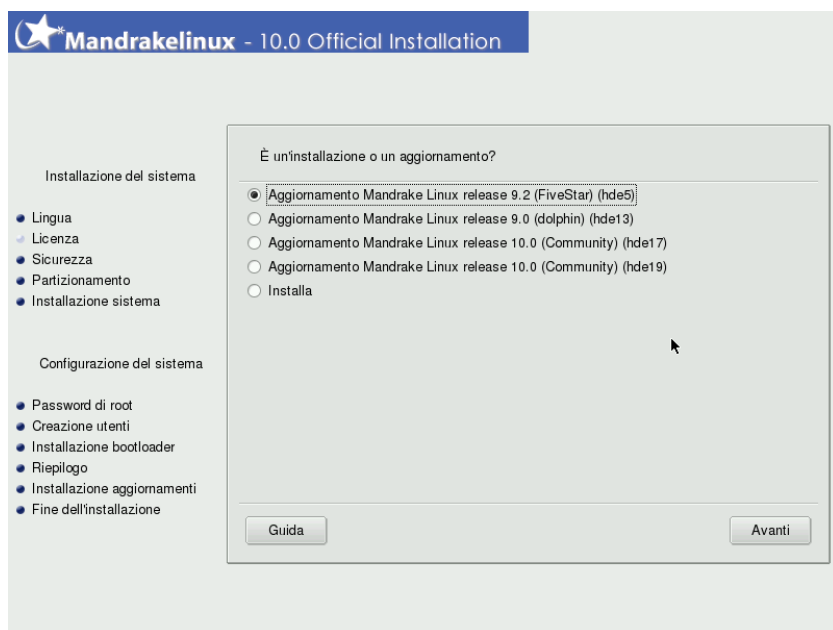 Mandrakelinux - 10.0 Official Installation
Installazione del sistema
Lingua
Licenza
Sicurezza
Partizionamento
Installazione sistema
Configurazione del sistema
Password di root
Creazione utenti
Installazione bootloader
Riepilogo
Installazione aggiornamenti
Fine dell'installazione
È un'installazione o un aggiornamento?
Aggiornamento Mandrake Linux release 9.2 (FiveStar) (hde5)
Aggiornamento Mandrake Linux release 9.0 (dolphin) (hde13)
Aggiornamento Mandrake Linux release 10.0 (Community) (hde17)
Aggiornamento Mandrake Linux release 10.0 (Community) (hde19)
Installa
Guida
Avanti